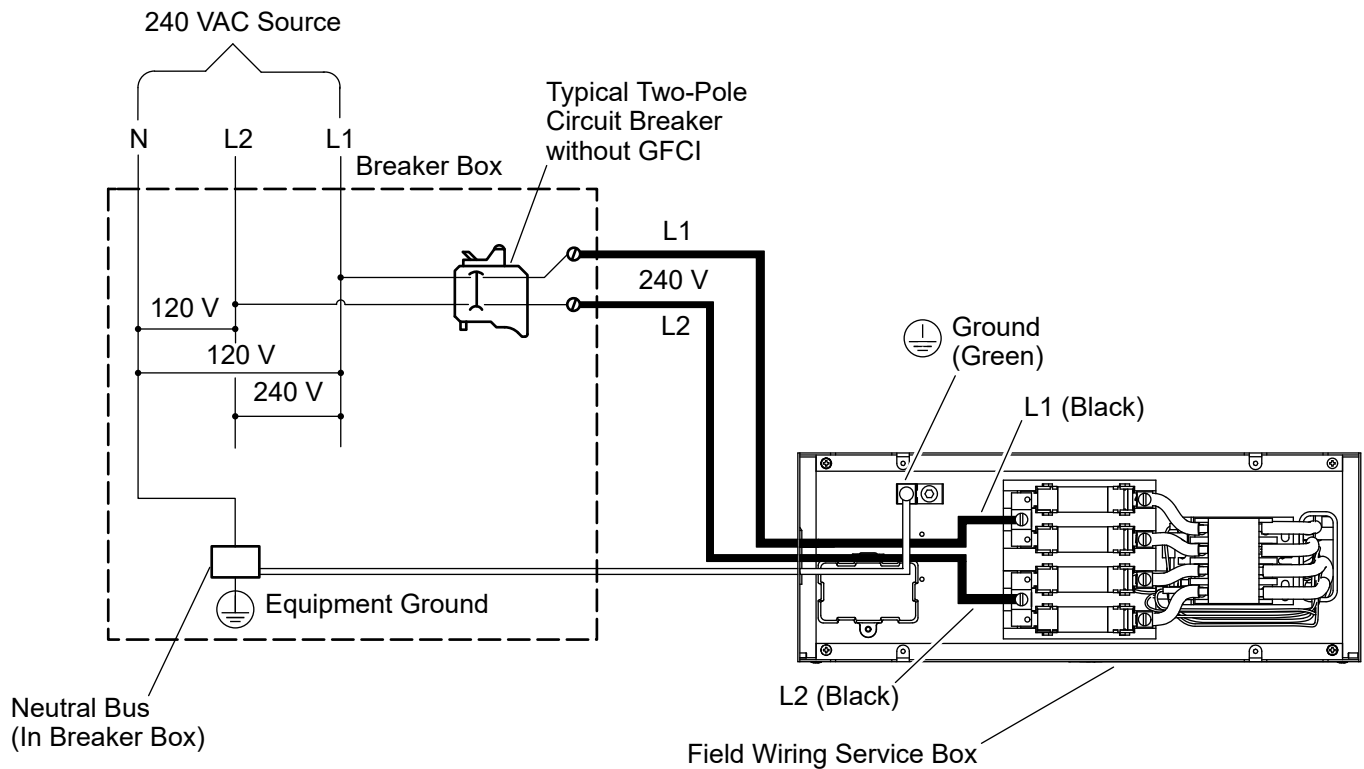 240 VAC Source
N
L2
L1
Typical Two-Pole
Circuit Breaker
without GFCI
Breaker Box
L1
240 V
L2
120 V
120 V
240 V
Ground
(Green)
L1 (Black)
Equipment Ground
L2 (Black)
Neutral Bus
(In Breaker Box)
Field Wiring Service Box